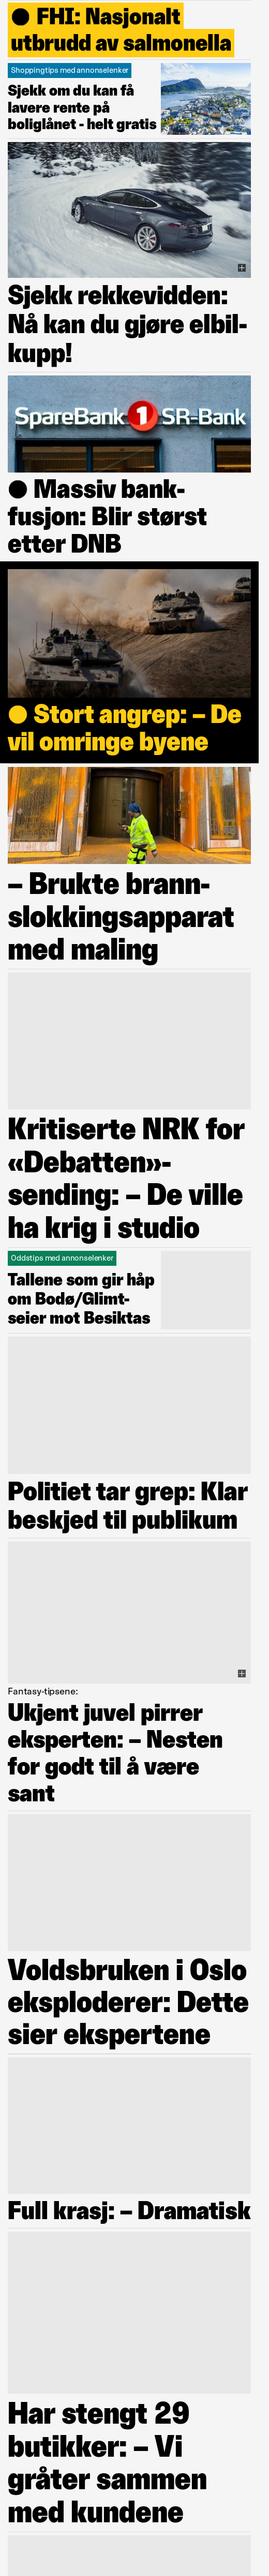 ● FHI: Nasjonalt
utbrudd av salmonella
Shoppingtips med annonselenker
Sjekk om du kan få
lavere rente på
boliglånet - helt gratis
Sjekk rekkevidden:
Nå kan du gjøre elbil-
kupp!
SpareBank 1 SR-Bank
● Massiv bank-
fusjon: Blir størst
etter DNB
● Stort angrep: – De
vil omringe byene
– Brukte brann-
slokkingsapparat
med maling
Kritiserte NRK for
«Debatten»-
sending: – De ville
ha krig i studio
Oddstips med annonselenker
Tallene som gir håp
om Bodø/Glimt-
seier mot Besiktas
Politiet tar grep: Klar
beskjed til publikum
Fantasy-tipsene:
Ukjent juvel pirrer
eksperten: – Nesten
for godt til å være
sant
Voldsbruken i Oslo
eksploderer: Dette
sier ekspertene
Full krasj: – Dramatisk
Har stengt 29
butikker: – Vi
gråter sammen
med kundene